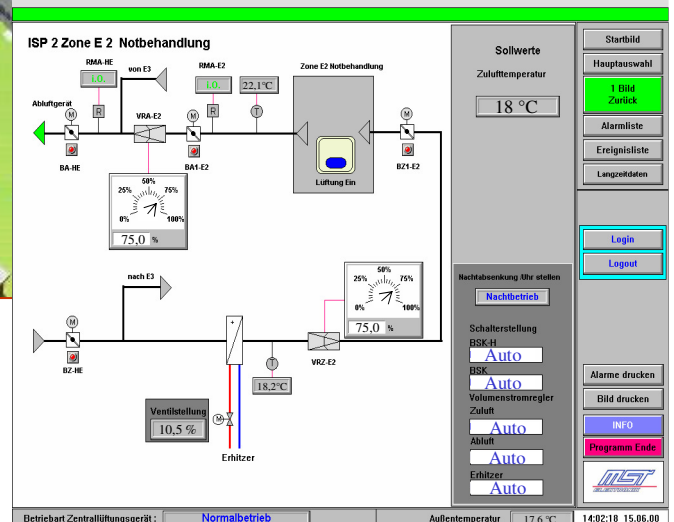 ISP 2 Zone E 2 Notbehandlung
RMA-HE
i.O.
von E3
RMA-E2
i.O.
22,1°C
Zone E2 Notbehandlung
Abluftgerät
M
R
VRA-E2
M
R
T
M
BA-HE
BA1-E2
Lüftung Ein
BZ1-E2
0%
25%
50%
75%
100%
75,0 %
nach E3
0%
25%
50%
75%
100%
75,0 %
M
BZ-HE
+
-
T
18,2°C
VRZ-E2
Ventilstellung
10,5 %
M
Erhitzer
Sollwerte
Zulufttemperatur
18 °C
Nachtabsenkung /Uhr stellen
Nachtbetrieb
Schalterstellung
BSK-H
Auto
BSK
Auto
Volumenstromregler
Zuluft
Auto
Abluft
Auto
Erhitzer
Auto
Startbild
Hauptauswahl
1 Bild
Zurück
Alarmliste
Ereignisliste
Langzeitdaten
Login
Logout
Alarme drucken
Bild drucken
INFO
Programm Ende
MST
ELECTRONIC
Betriebart Zentrallüftungsgerät :
Normalbetrieb
Außentemperatur
17,6 °C
14:02:18 15.06.00